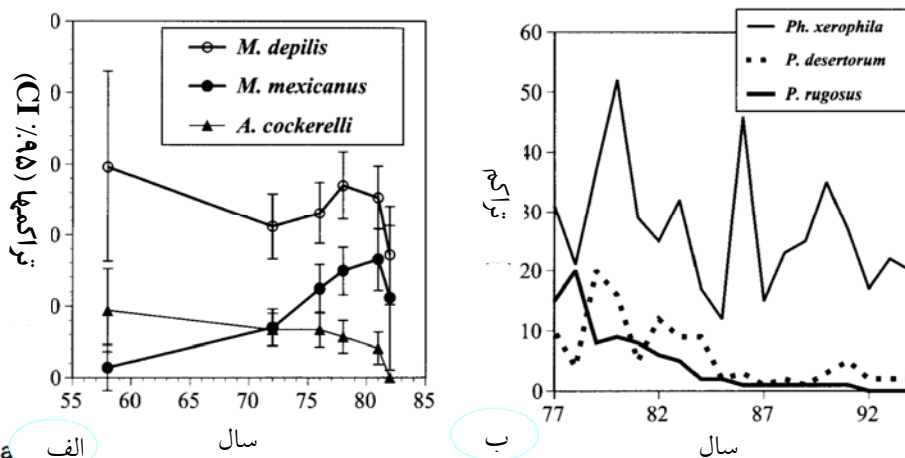 تراکمها (CI ٪۹۵)
0
0
0
0
0
0
M. depilis
M. mexicanus
A. cockerelli
55 60 65 70 75 80 85
سال
a
الف
تراکم
60
50
40
30
20
10
0
Ph. xerophila
P. desertorum
P. rugosus
77 82 87 92
سال
ب